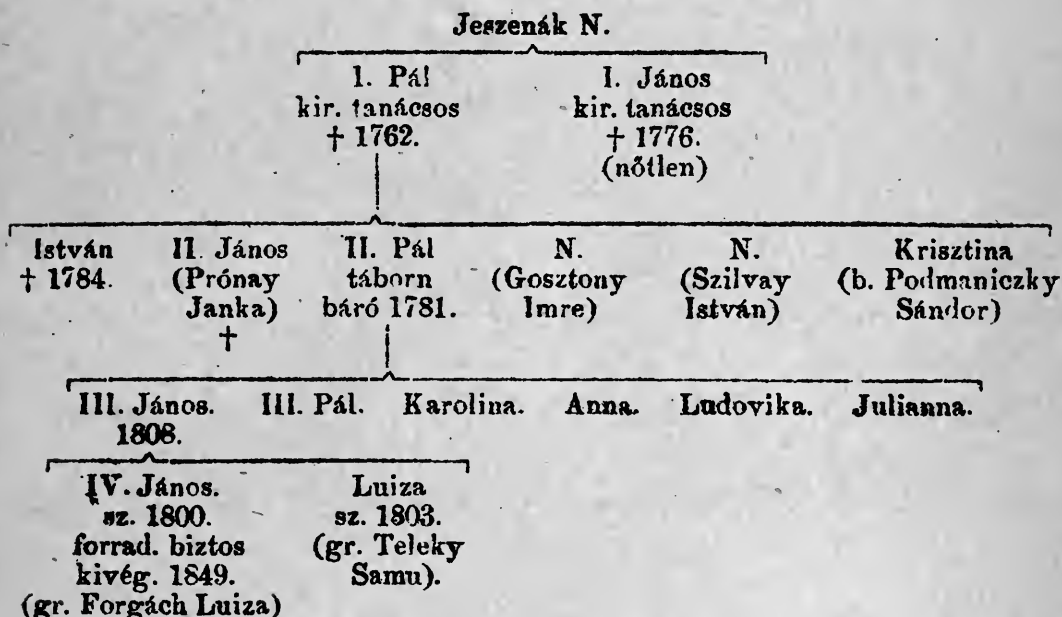 Jeszenák N.
I. Pál I. János
kir. tanácsos kir. tanácsos
† 1762. † 1776.
(nőtlen)
István II. János II. Pál N. N. Krisztina
† 1784. (Prónay táborn (Gosztony (Szilvay (b. Podmaniczky
Janka) báró 1781. Imre) István) Sándor)
†
III. János. III. Pál. Karolina. Anna. Ludovika. Julianna.
1808.
IV. János. Luiza
sz. 1800. sz. 1803.
forrad. biztos (gr. Teleky
kivég. 1849. Samu).
(gr. Forgách Luiza)